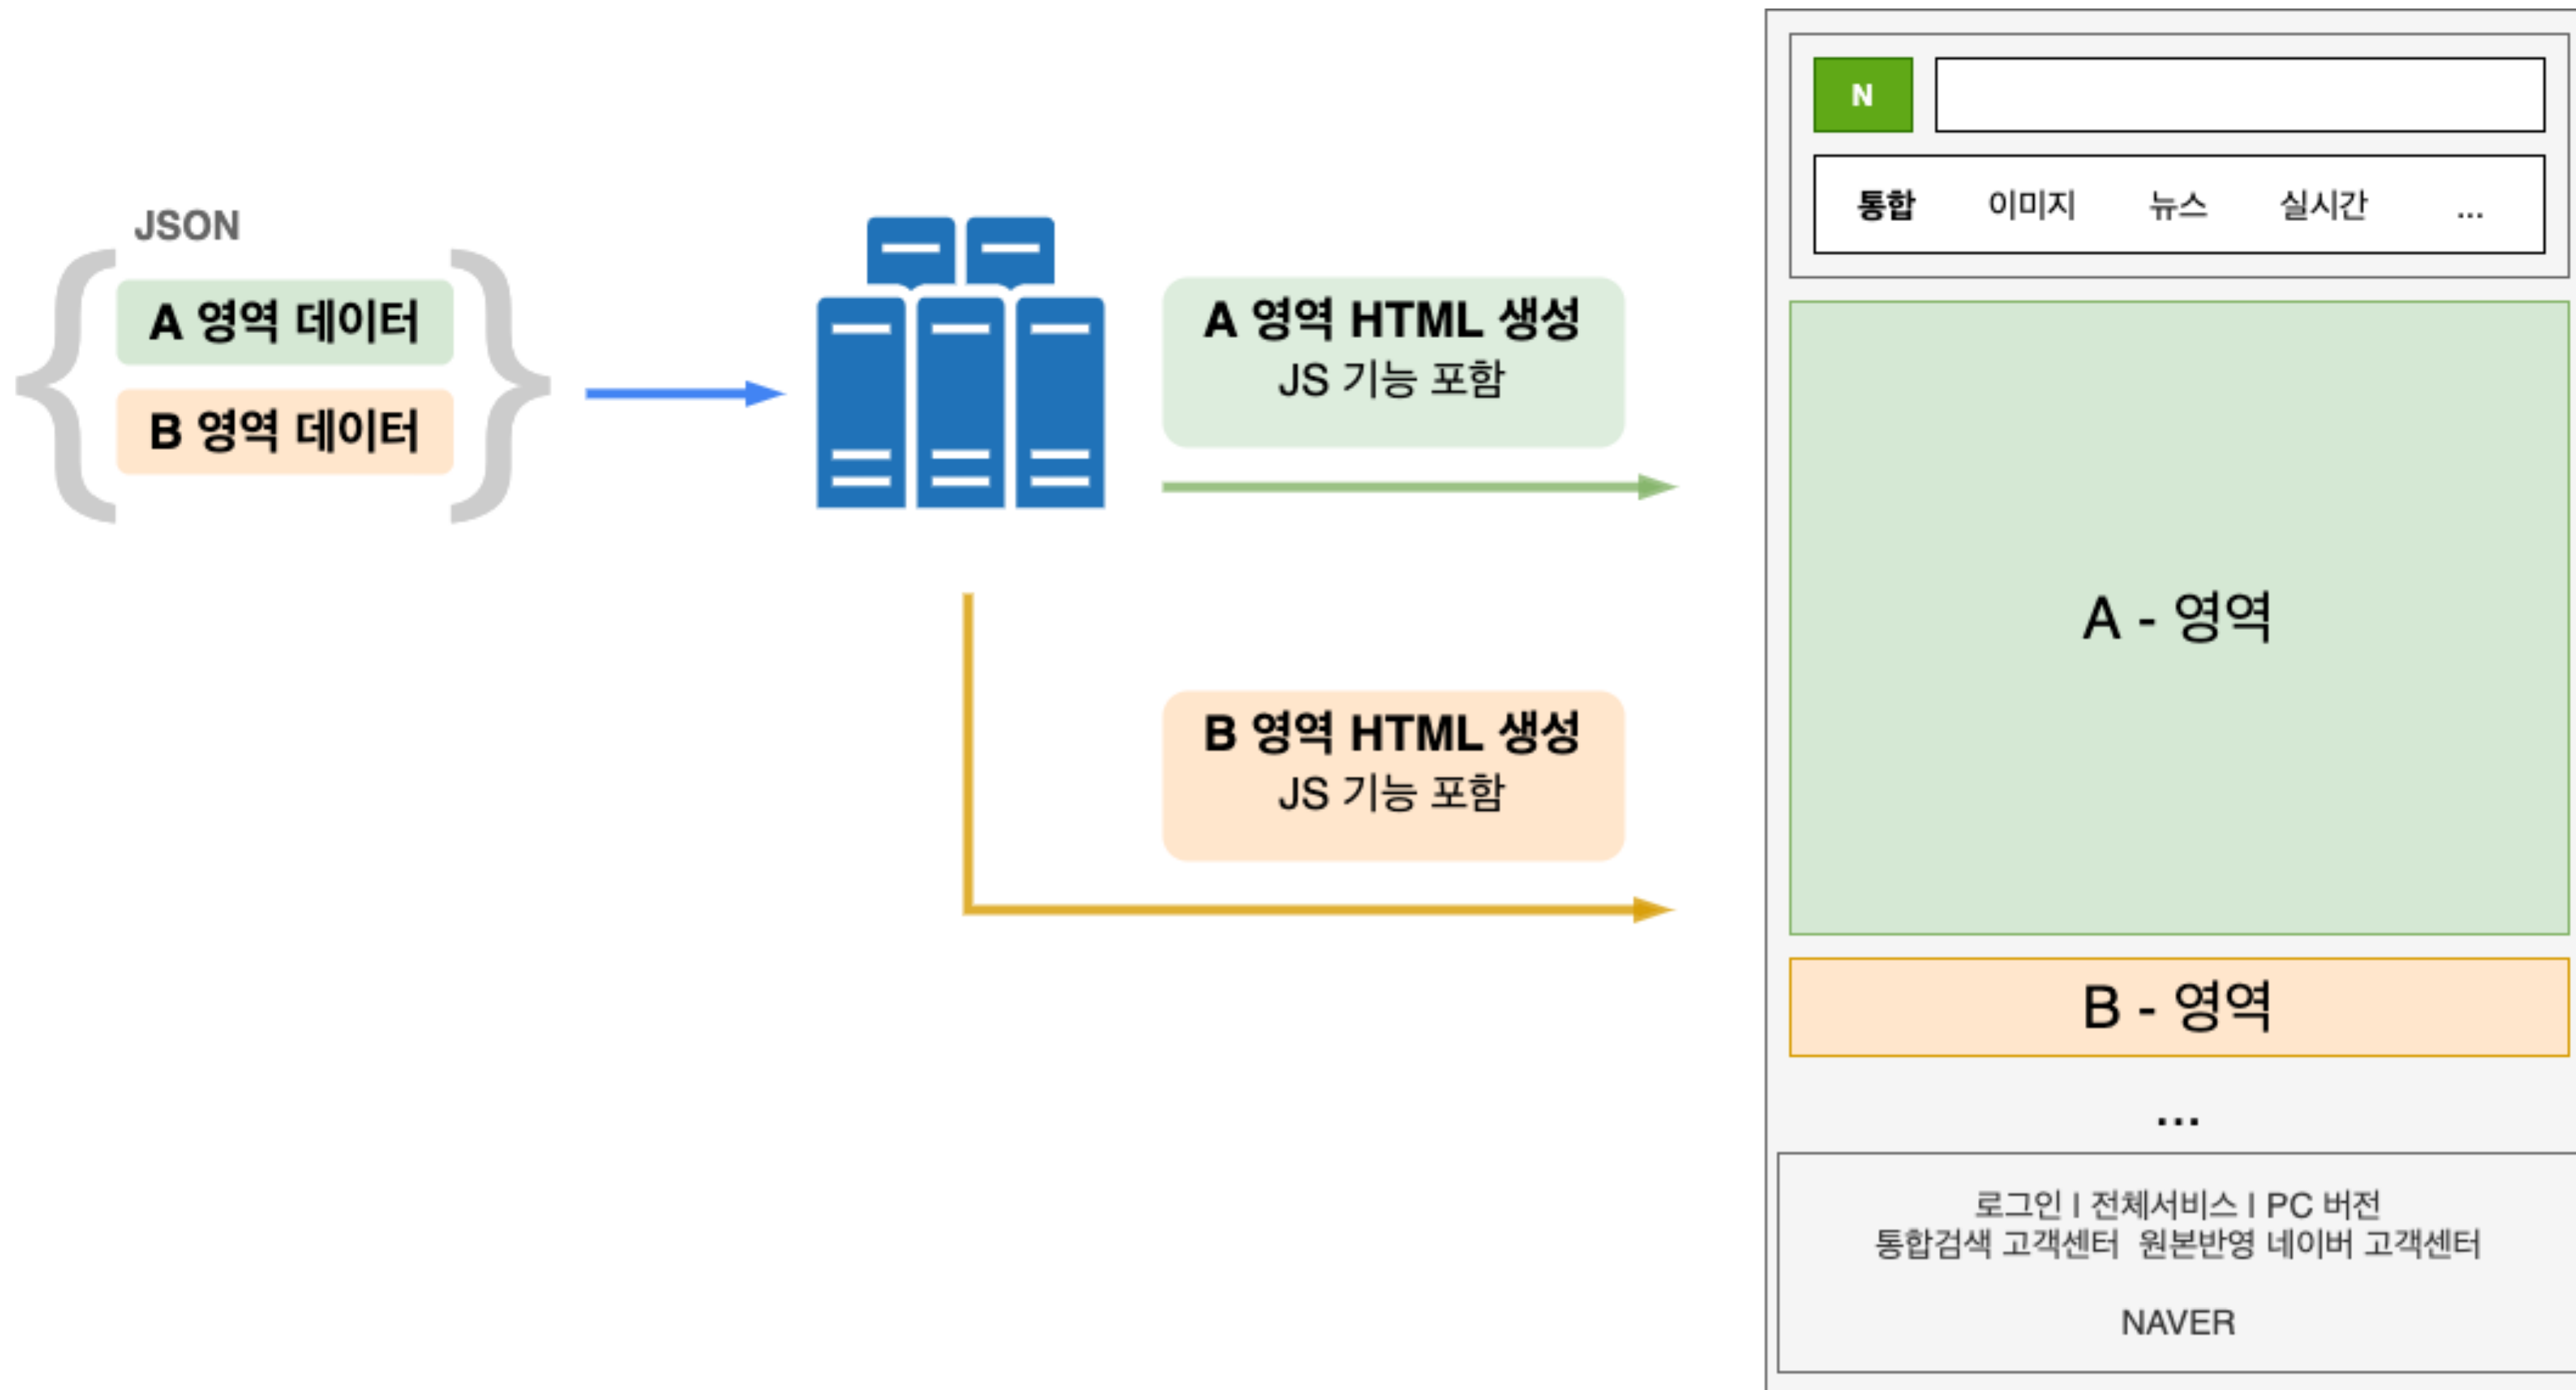 JSON
A 영역 데이터
B 영역 데이터
A 영역 HTML 생성
JS 기능 포함
B 영역 HTML 생성
JS 기능 포함
N
통합 이미지 뉴스 실시간 ...
A - 영역
B - 영역
...
로그인 | 전체서비스 | PC 버전
통합검색 고객센터 원본반영 네이버 고객센터
NAVER